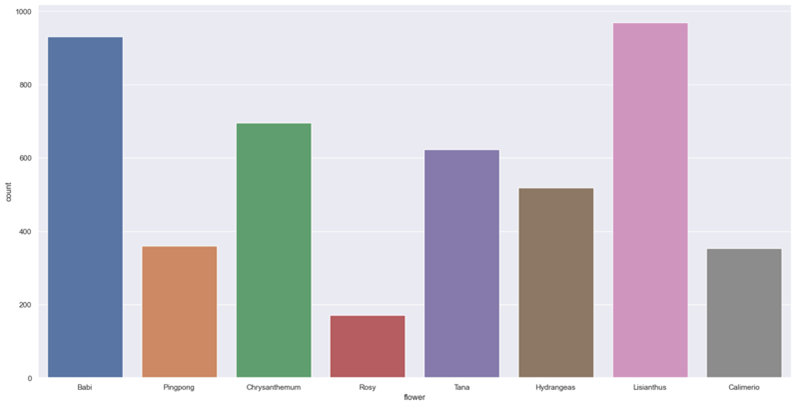 1000
800
600
400
200
0
count
Babi Pingpong Chrysanthemum Rosy Tana Hydrangeas Lisianthus Calimerio
flower